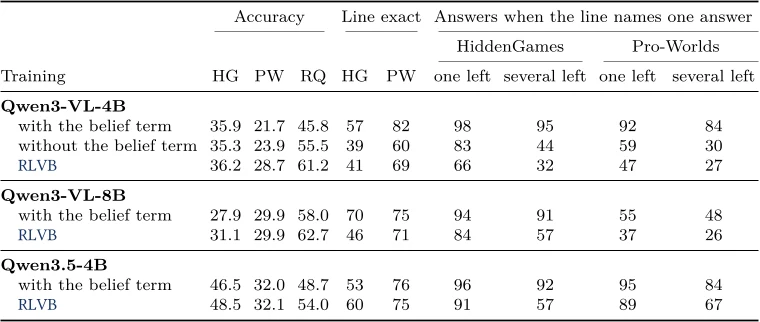 Accuracy Line exact Answers when the line names one answer
HiddenGames Pro-Worlds
Training HG PW RQ HG PW one left several left one left several left
Qwen3-VL-4B
with the belief term 35.9 21.7 45.8 57 82 98 95 92 84
without the belief term 35.3 23.9 55.5 39 60 83 44 59 30
RLVB 36.2 28.7 61.2 41 69 66 32 47 27
Qwen3-VL-8B
with the belief term 27.9 29.9 58.0 70 75 94 91 55 48
RLVB 31.1 29.9 62.7 46 71 84 57 37 26
Qwen3.5-4B
with the belief term 46.5 32.0 48.7 53 76 96 92 95 84
RLVB 48.5 32.1 54.0 60 75 91 57 89 67